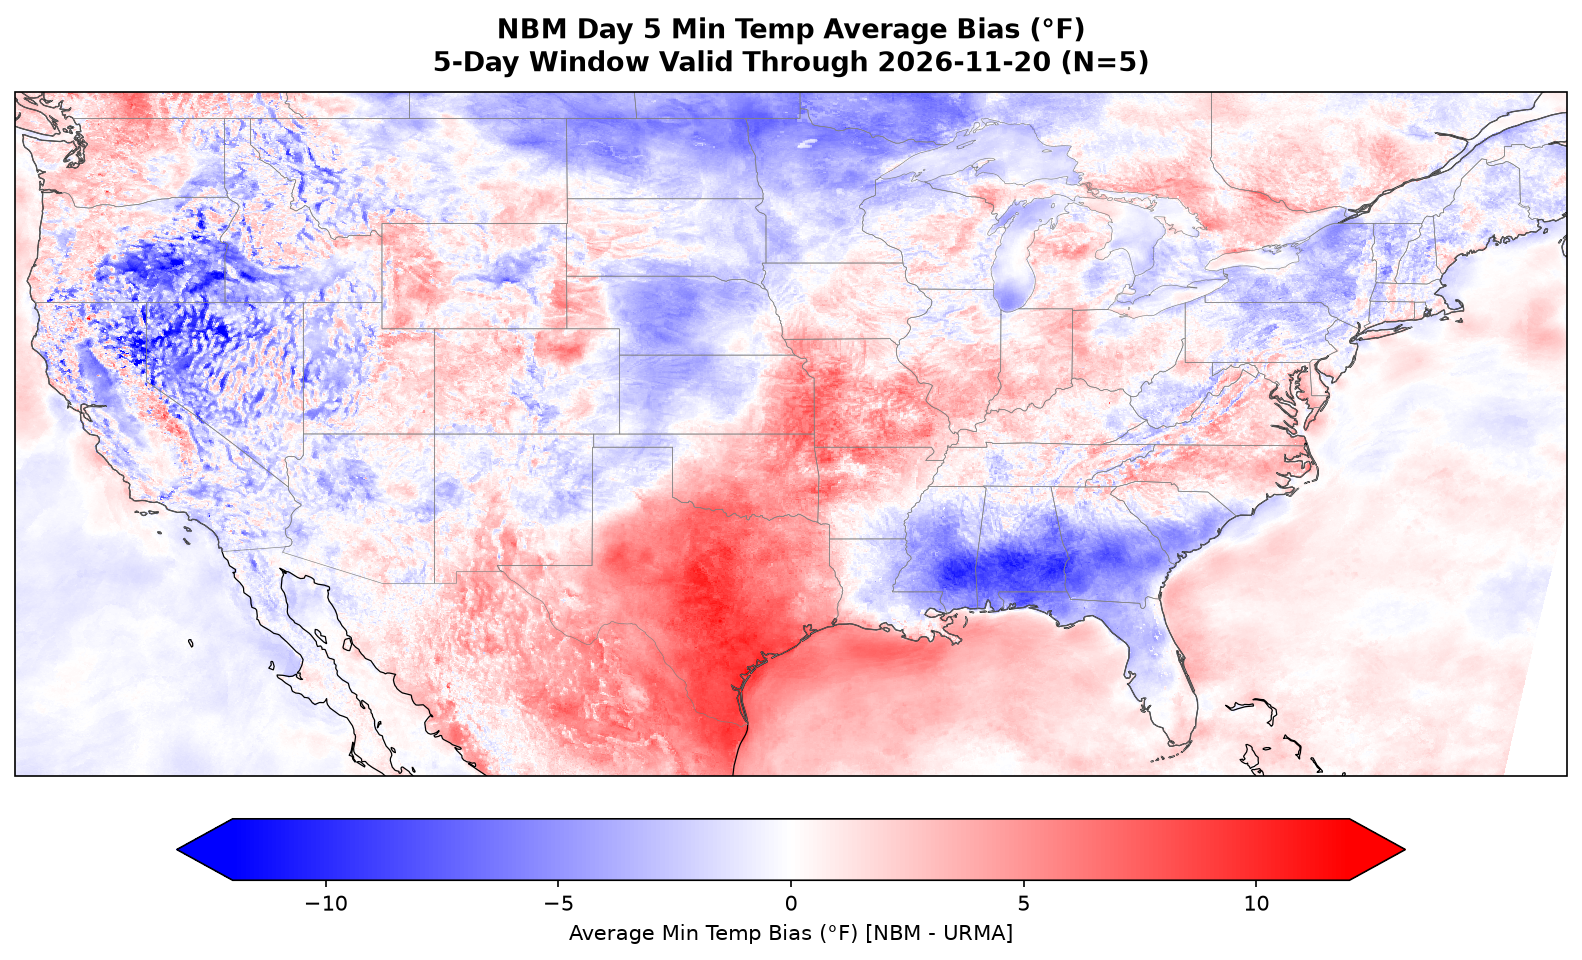 NBM Day 5 Min Temp Average Bias (°F)
5-Day Window Valid Through 2026-11-20 (N=5)
−10
−5
0
5
10
Average Min Temp Bias (°F) [NBM - URMA]